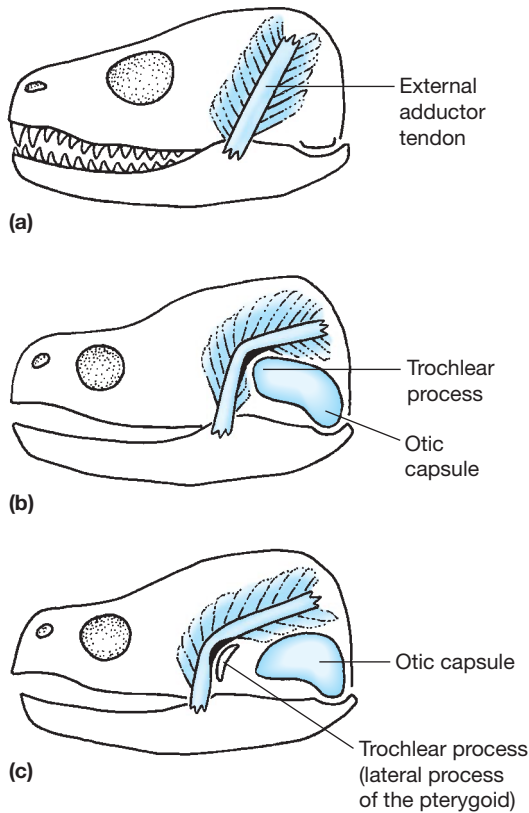 External
adductor
tendon
(a)
Trochlear
process
Otic
capsule
(b)
Otic capsule
Trochlear process
(lateral process
of the pterygoid)
(c)